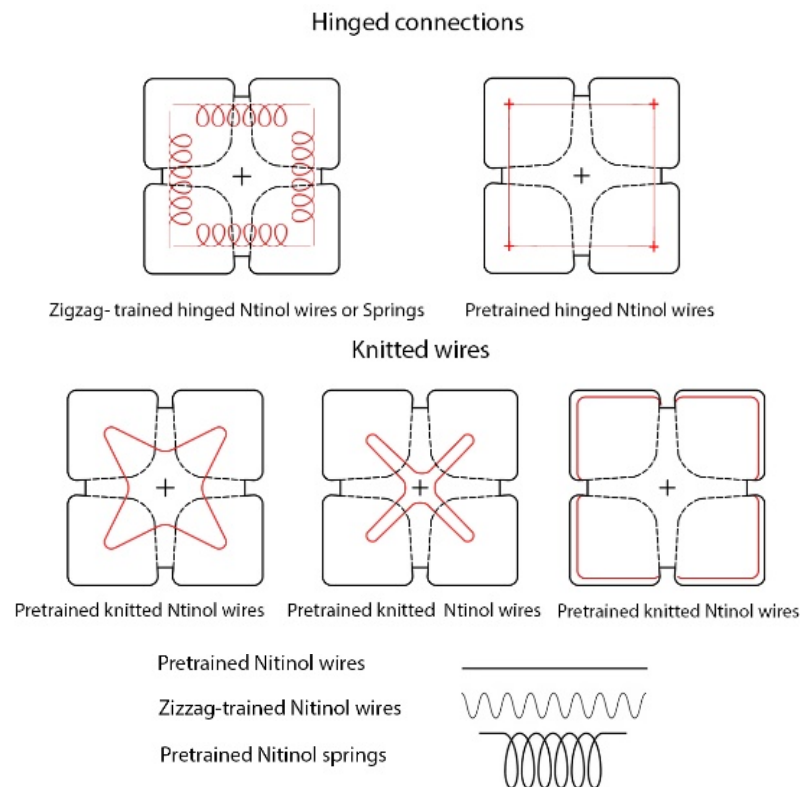 Hinged connections
Zigzag- trained hinged Ntinol wires or Springs
Pretrained hinged Ntinol wires
Knitted wires
Pretrained knitted Ntinol wires
Pretrained knitted Ntinol wires
Pretrained knitted Ntinol wires
Pretrained Nitinol wires
Zizzag-trained Nitinol wires
Pretrained Nitinol springs